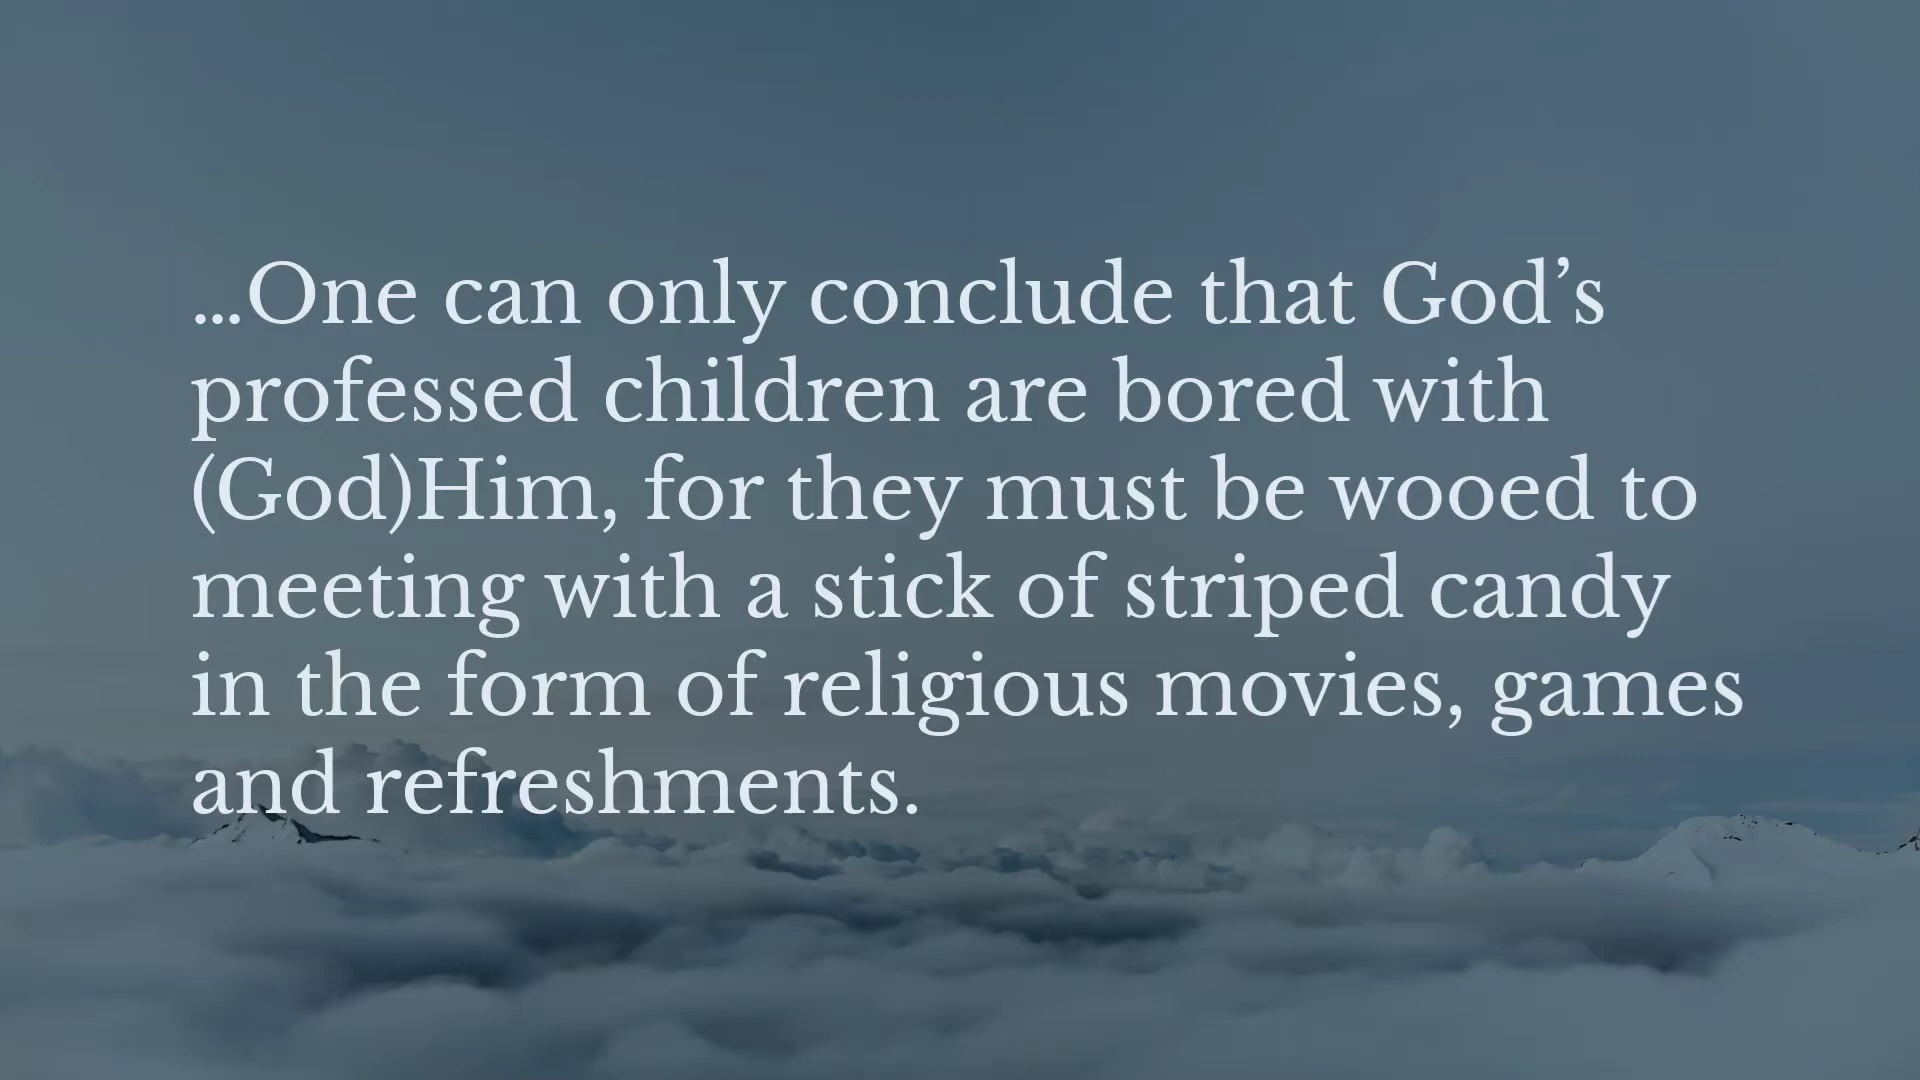 …One can only conclude that God’s
professed children are bored with
(God)Him, for they must be wooed to
meeting with a stick of striped candy
in the form of religious movies, games
and refreshments.